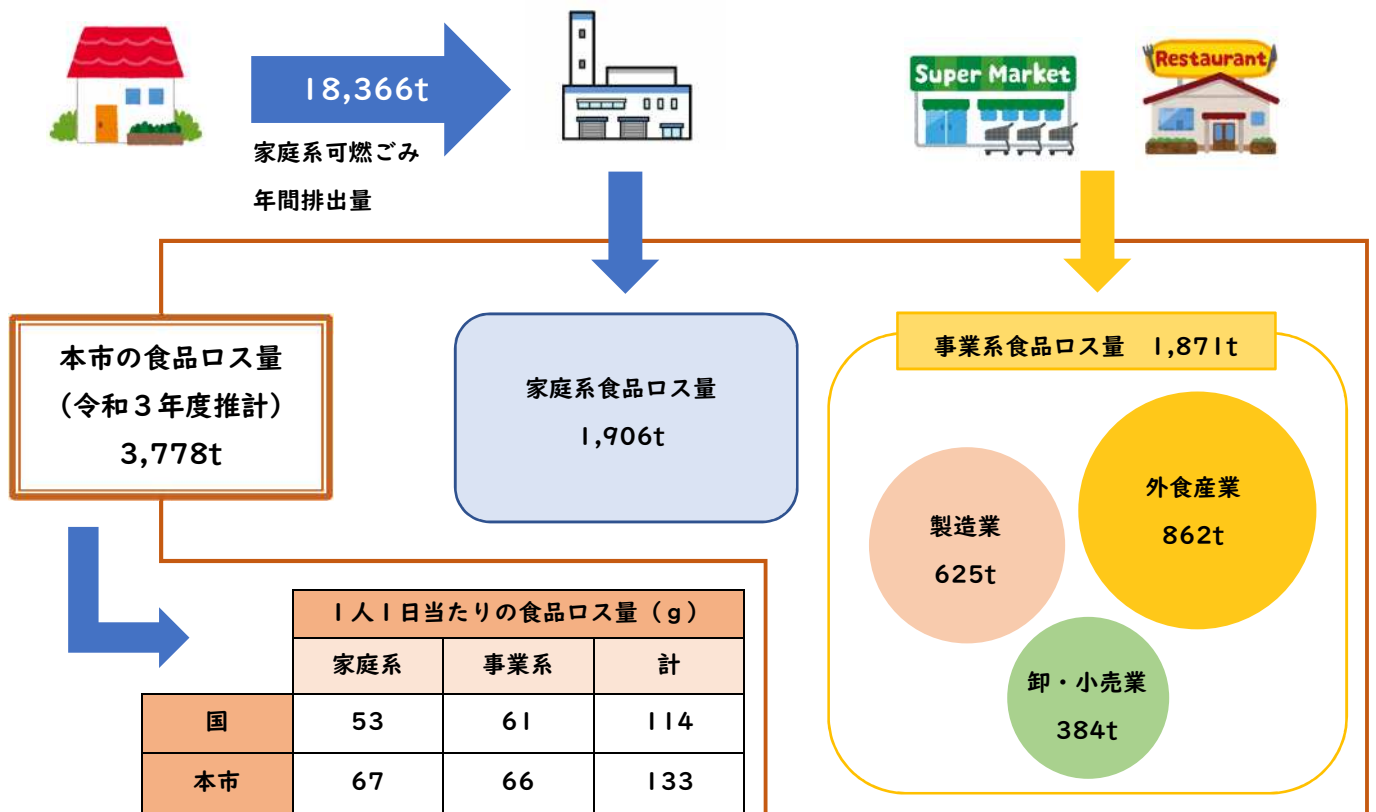 18,366t
家庭系可燃ごみ
年間排出量
Super Market
Restaurant
本市の食品ロス量
（令和３年度推計）
3,778t
家庭系食品ロス量
1,906t
事業系食品ロス量　1,871t
製造業
625t
外食産業
862t
卸・小売業
384t
1人1日当たりの食品ロス量（g）
家庭系 事業系 計
国 53 61 114
本市 67 66 133